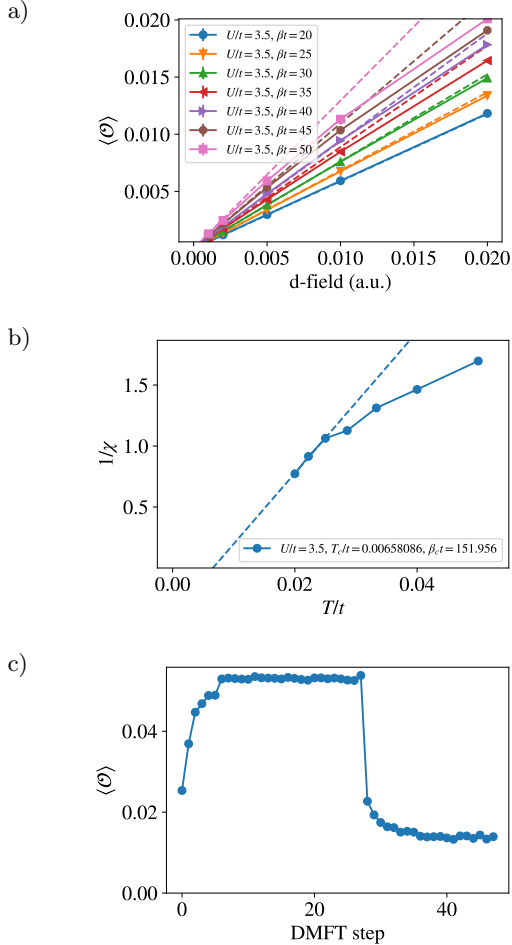 a)
0.020
0.015
0.010
0.005
⟨𝒪⟩
U/t = 3.5, βt = 20
U/t = 3.5, βt = 25
U/t = 3.5, βt = 30
U/t = 3.5, βt = 35
U/t = 3.5, βt = 40
U/t = 3.5, βt = 45
U/t = 3.5, βt = 50
0.000 0.005 0.010 0.015 0.020
d-field (a.u.)
b)
1.5
1.0
0.5
1/χ
U/t = 3.5, T_c/t = 0.00658086, β_c t = 151.956
0.00 0.02 0.04
T/t
c)
0.04
0.02
0.00
⟨𝒪⟩
0 20 40
DMFT step